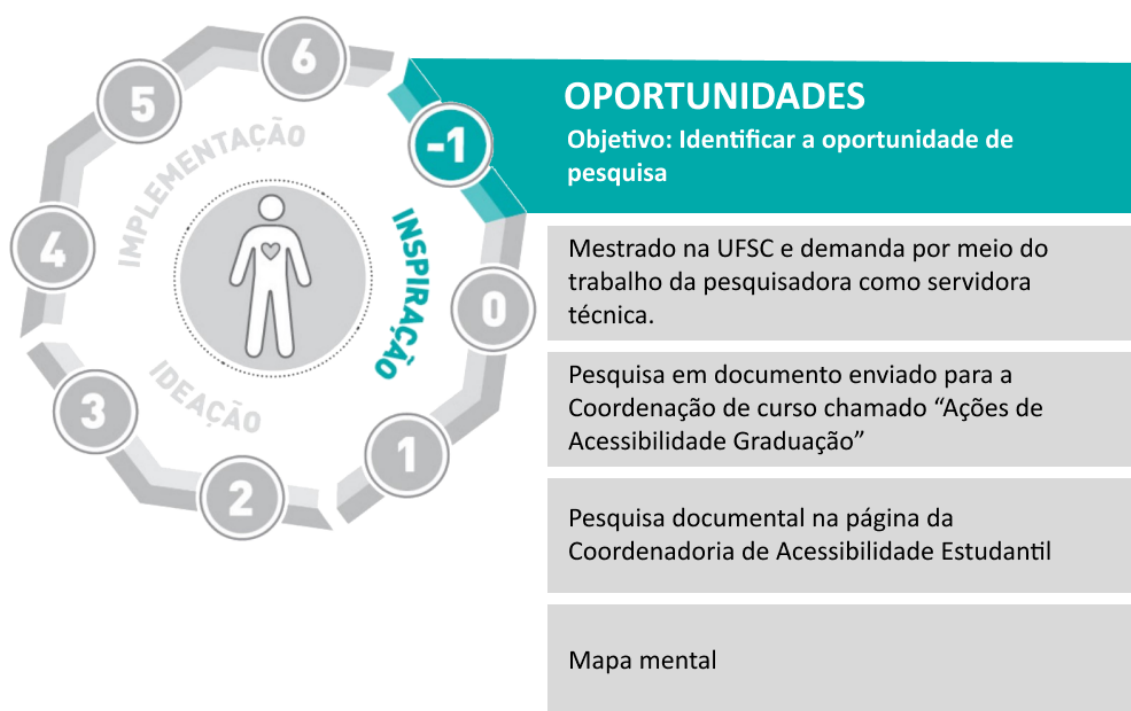 6
5
-1
IMPLEMENTAÇÃO
INSPIRAÇÃO
4
0
IDEAÇÃO
3
1
2
OPORTUNIDADES
Objetivo: Identificar a oportunidade de
pesquisa
Mestrado na UFSC e demanda por meio do
trabalho da pesquisadora como servidora
técnica.
Pesquisa em documento enviado para a
Coordenação de curso chamado “Ações de
Acessibilidade Graduação”
Pesquisa documental na página da
Coordenadoria de Acessibilidade Estudantil
Mapa mental